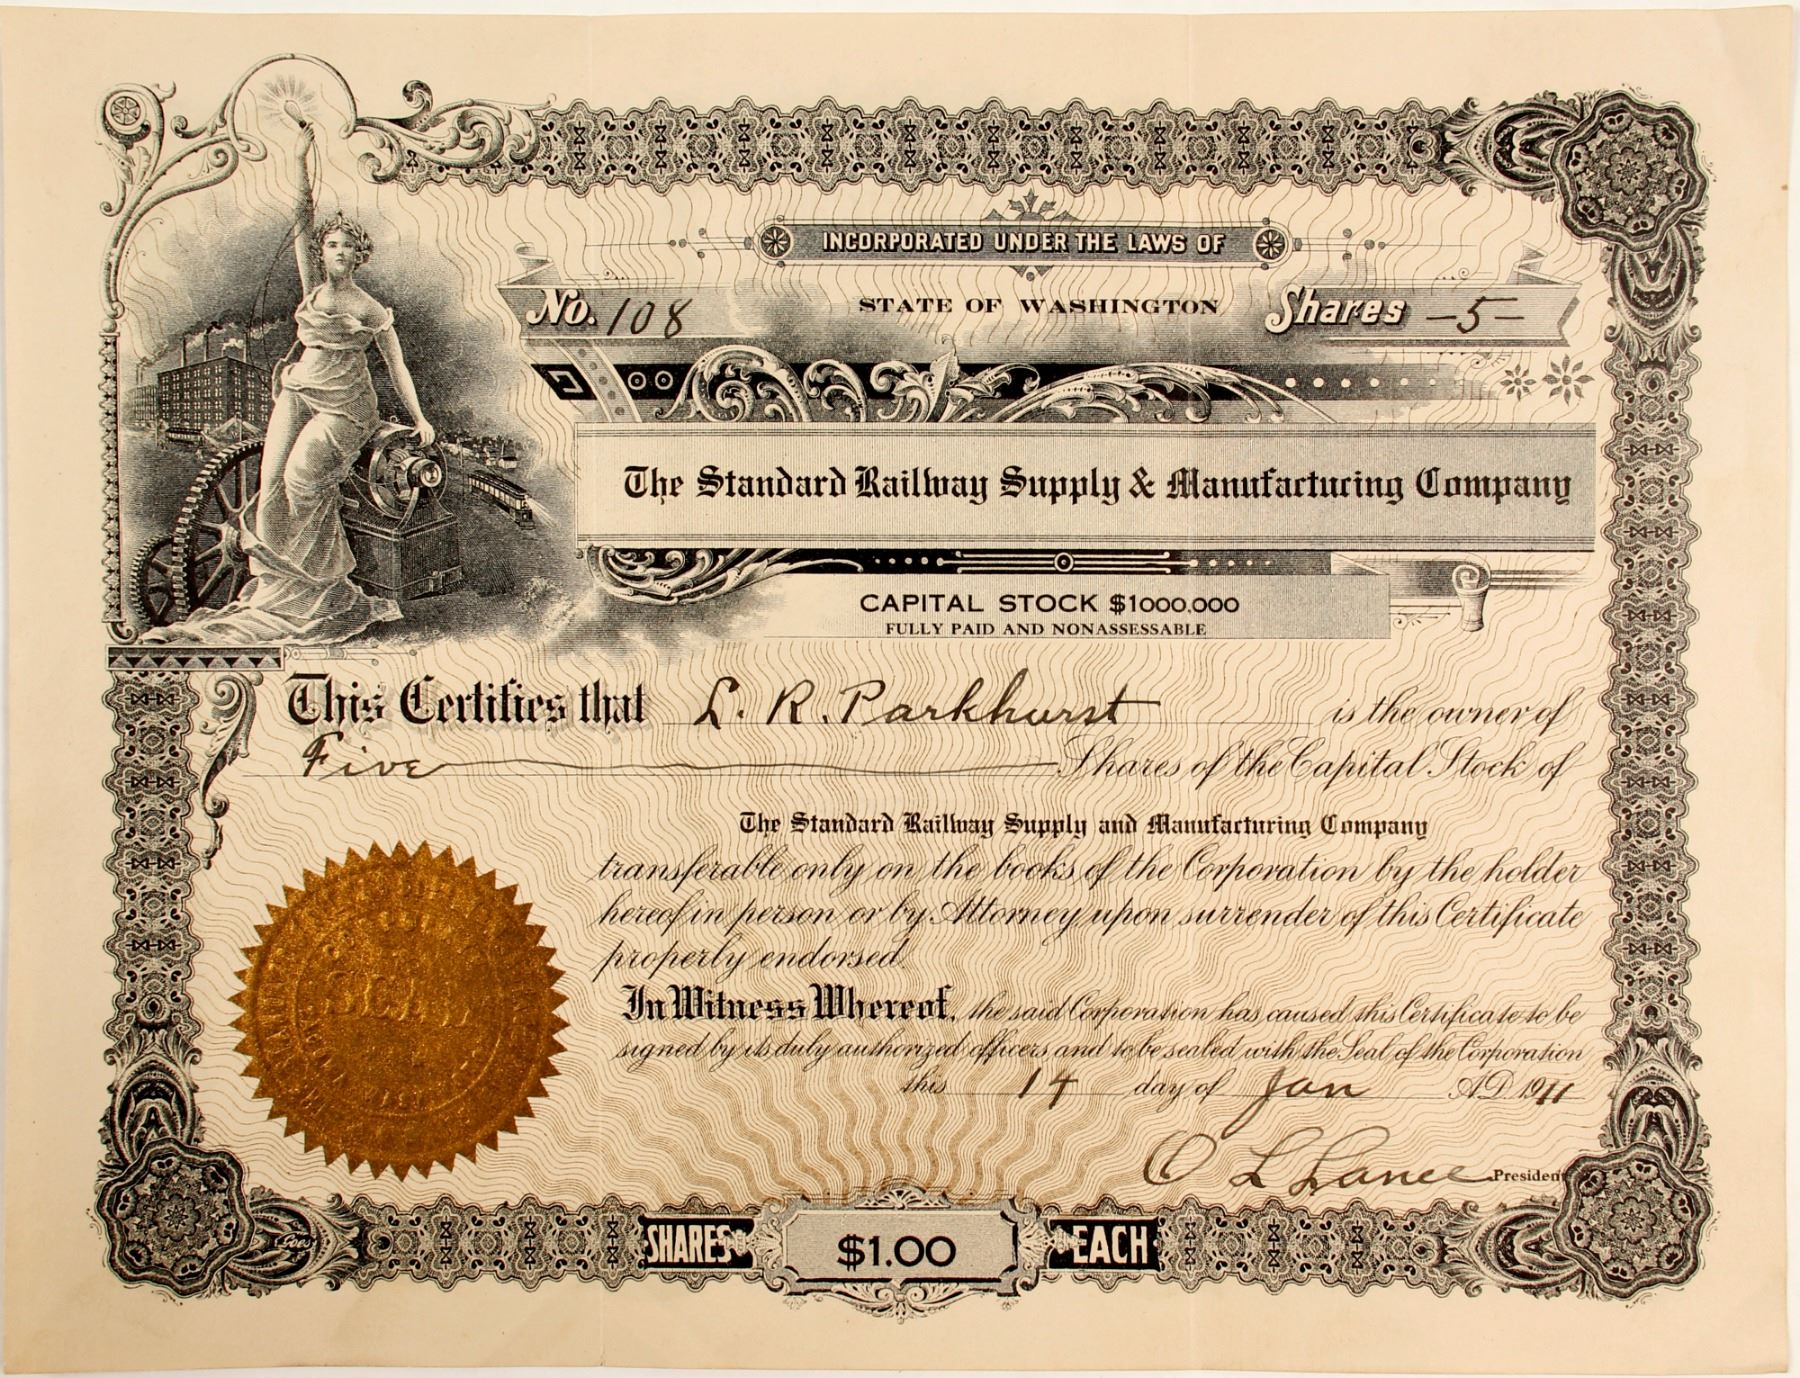 INCORPORATED UNDER THE LAWS OF
No. 108 STATE OF WASHINGTON Shares -5-
The Standard Railway Supply & Manufacturing Company
CAPITAL STOCK $1000,000
FULLY PAID AND NONASSESSABLE
This Certifies that L. R. Parkhurst is the owner of
Five Shares of the Capital Stock of
The Standard Railway Supply and Manufacturing Company
transferable only on the books of the Corporation by the holder
hereof in person or by Attorney upon surrender of this Certificate
properly endorsed.
In Witness Whereof, the said Corporation has caused this Certificate to be
signed by its duly authorized officers and to be sealed with the Seal of the Corporation
this 14 day of Jan A.D. 1911
O L Lance President
SHARES $1.00 EACH
Goes
SEAL